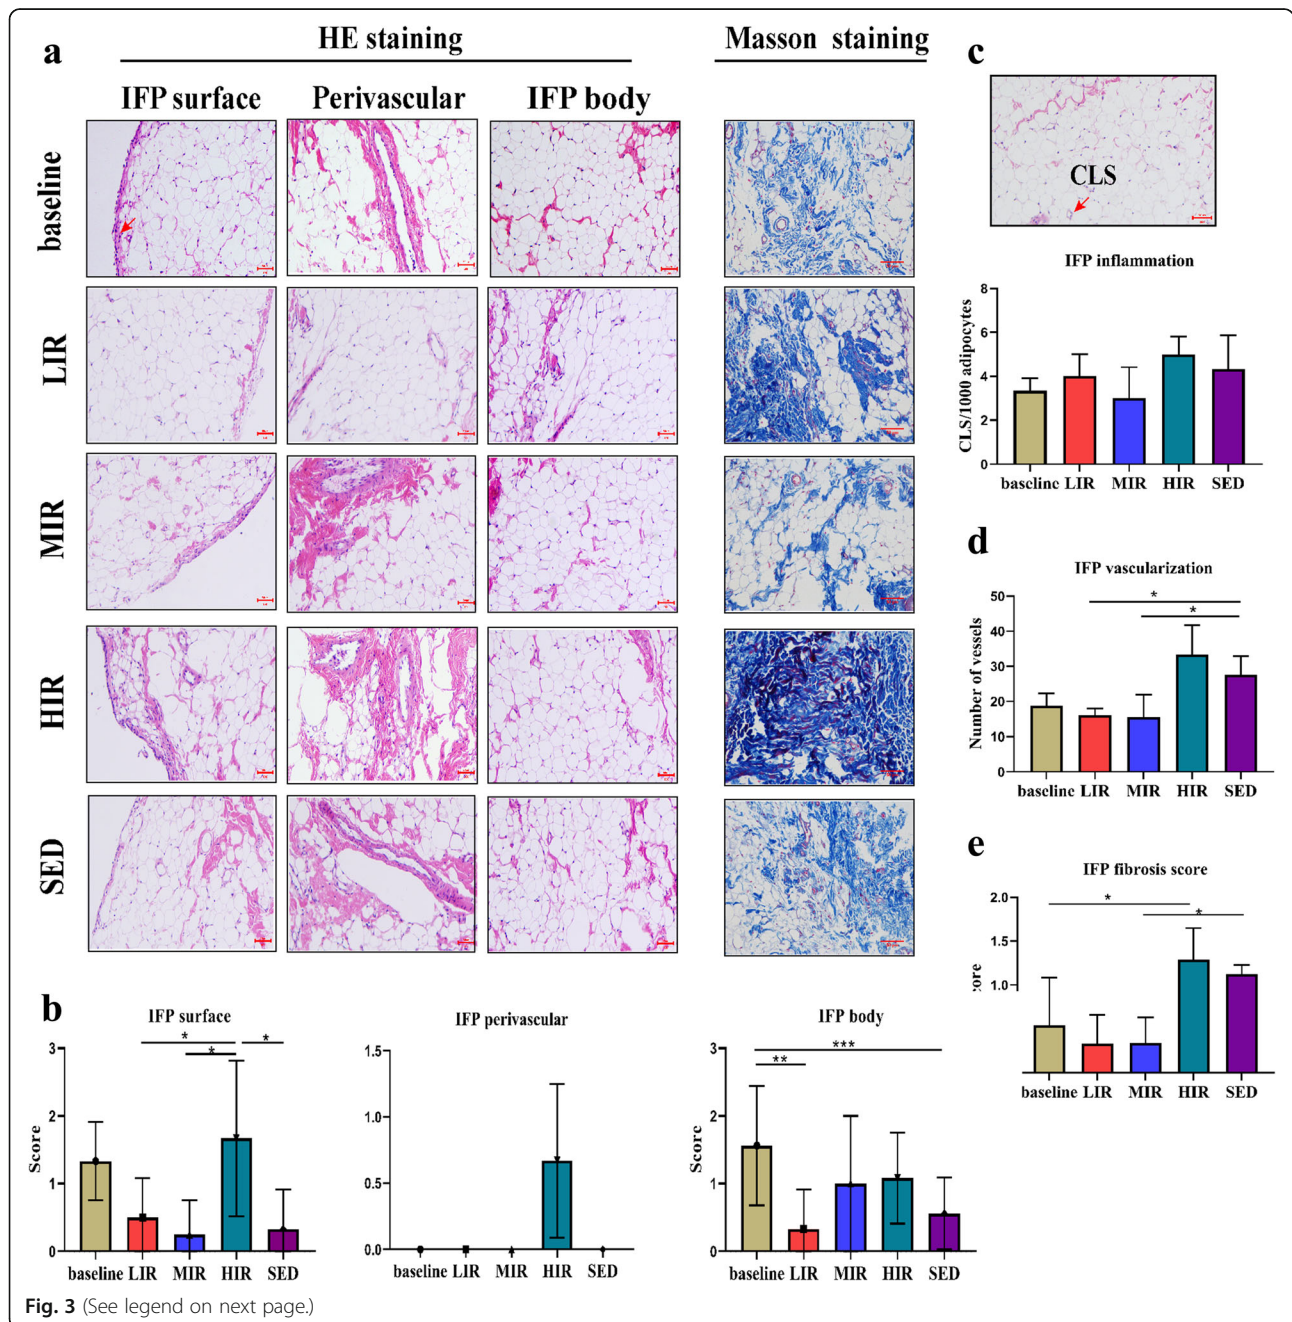 a
HE staining
Masson staining
IFP surface
Perivascular
IFP body
baseline
LIR
MIR
HIR
SED
c
CLS
IFP inflammation
CLS/1000 adipocytes
8
6
4
2
0
baseline LIR MIR HIR SED
d
IFP vascularization
Number of vessels
50
40
30
20
10
0
* 
*
baseline LIR MIR HIR SED
e
IFP fibrosis score
core
2.0
1.5
1.0
*
*
baseline LIR MIR HIR SED
b
IFP surface
Score
3
2
1
0
*
*
*
baseline LIR MIR HIR SED
IFP perivascular
1.5
1.0
0.5
0.0
baseline LIR MIR HIR SED
IFP body
Score
3
2
1
0
***
**
baseline LIR MIR HIR SED
Fig. 3 (See legend on next page.)